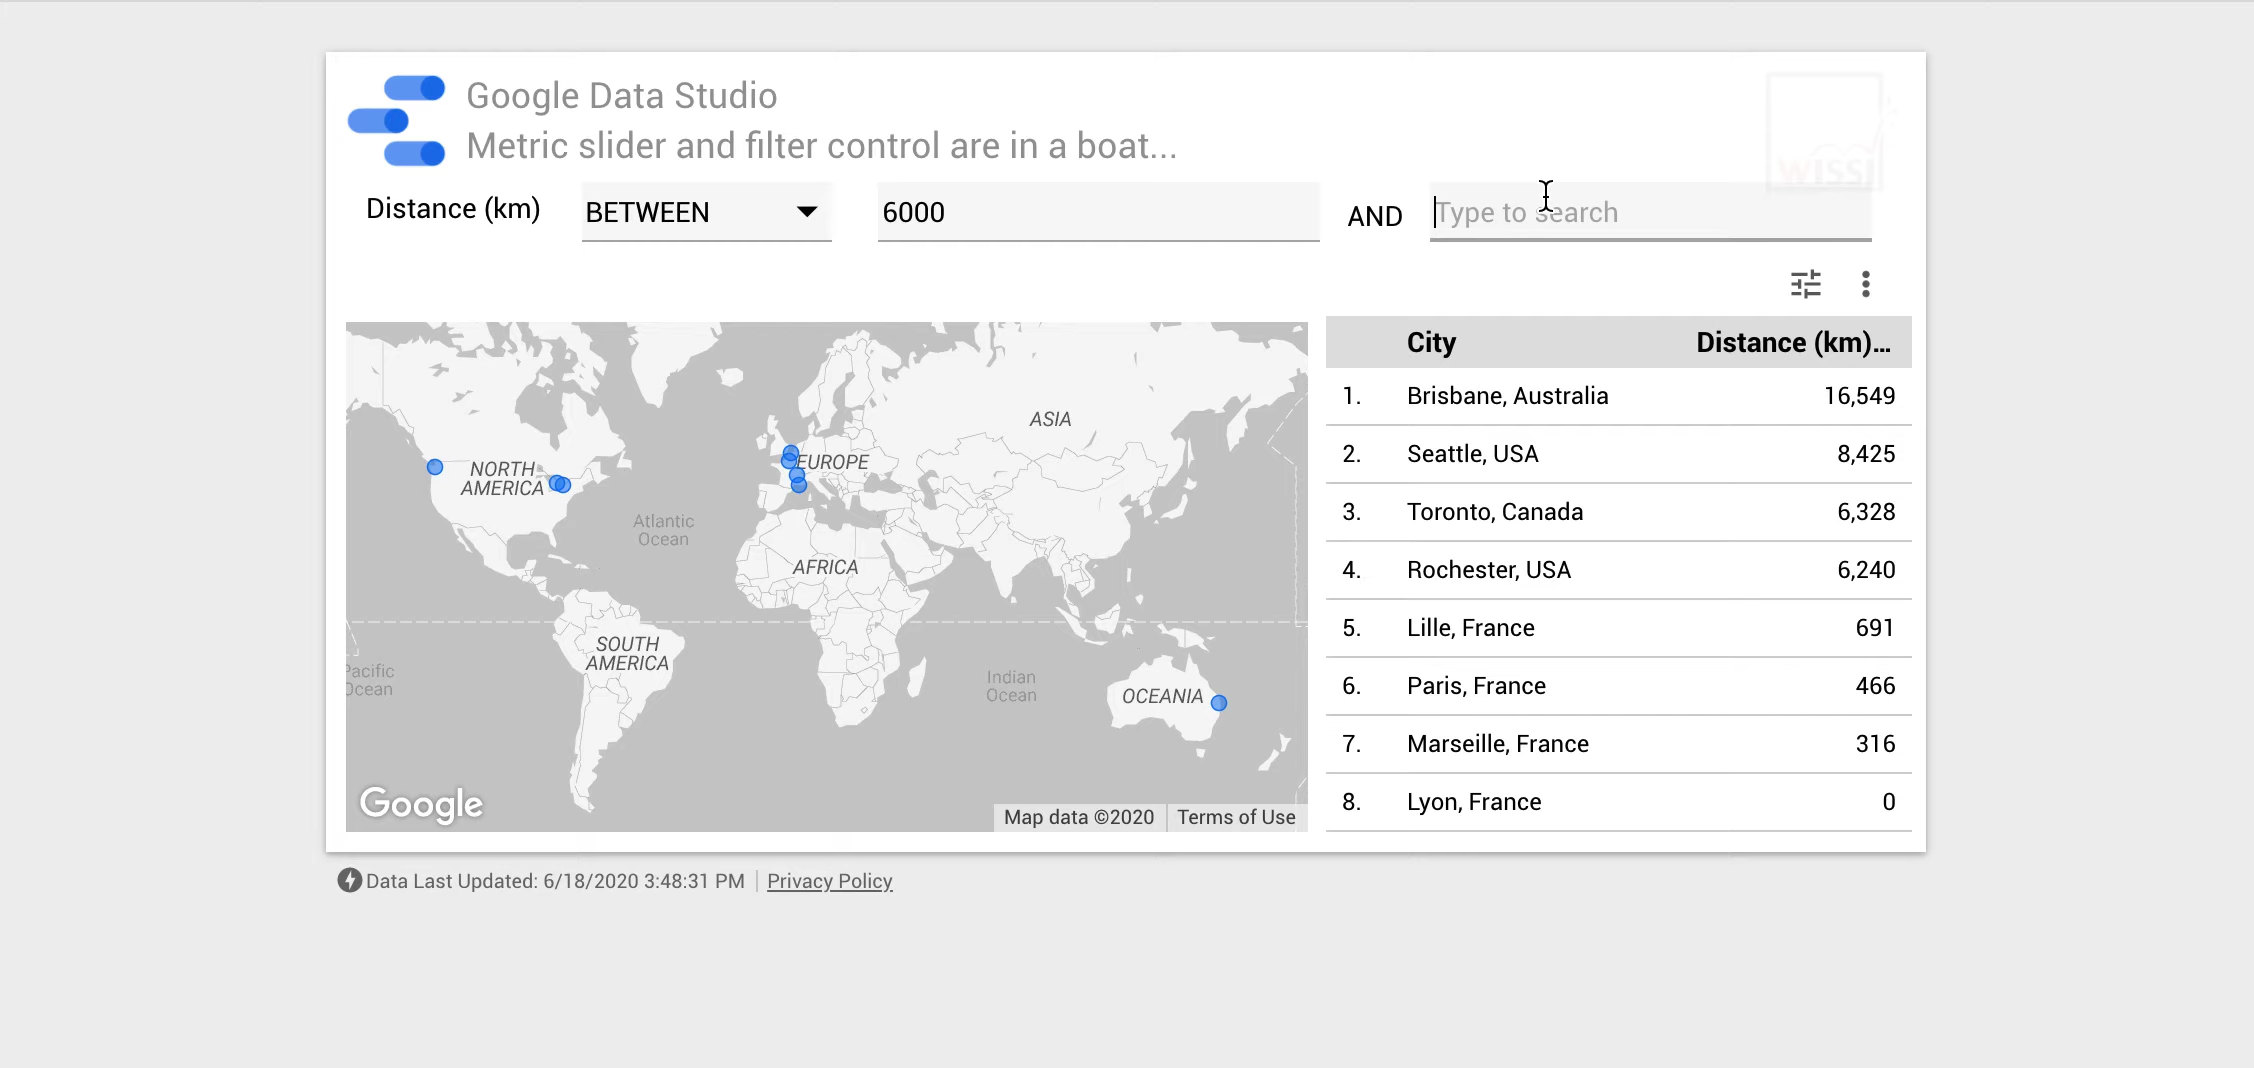 Google Data Studio
Metric slider and filter control are in a boat...
WISSI
Distance (km) BETWEEN 6000 AND Type to search
City Distance (km)...
1. Brisbane, Australia 16,549
2. Seattle, USA 8,425
3. Toronto, Canada 6,328
4. Rochester, USA 6,240
5. Lille, France 691
6. Paris, France 466
7. Marseille, France 316
8. Lyon, France 0
ASIA
NORTH
AMERICA
EUROPE
Atlantic
Ocean
AFRICA
SOUTH
AMERICA
Pacific
Ocean
Indian
Ocean
OCEANIA
Google
Map data ©2020 Terms of Use
Data Last Updated: 6/18/2020 3:48:31 PM Privacy Policy